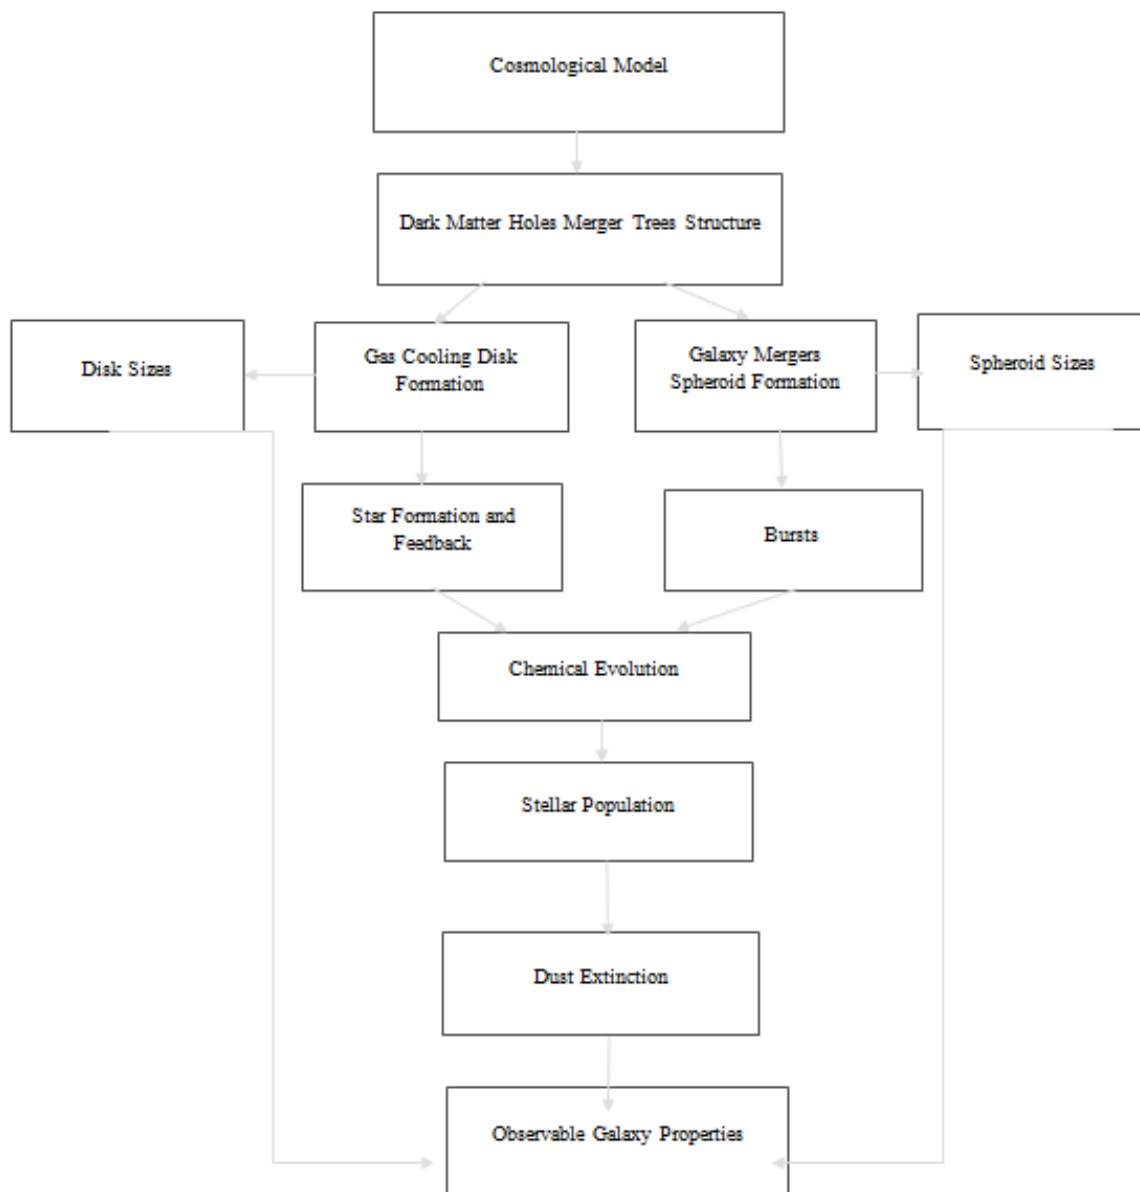 Cosmological Model
Dark Matter Holes Merger Trees Structure
Disk Sizes
Gas Cooling Disk
Formation
Galaxy Mergers
Spheroid Formation
Spheroid Sizes
Star Formation and
Feedback
Bursts
Chemical Evolution
Stellar Population
Dust Extinction
Observable Galaxy Properties